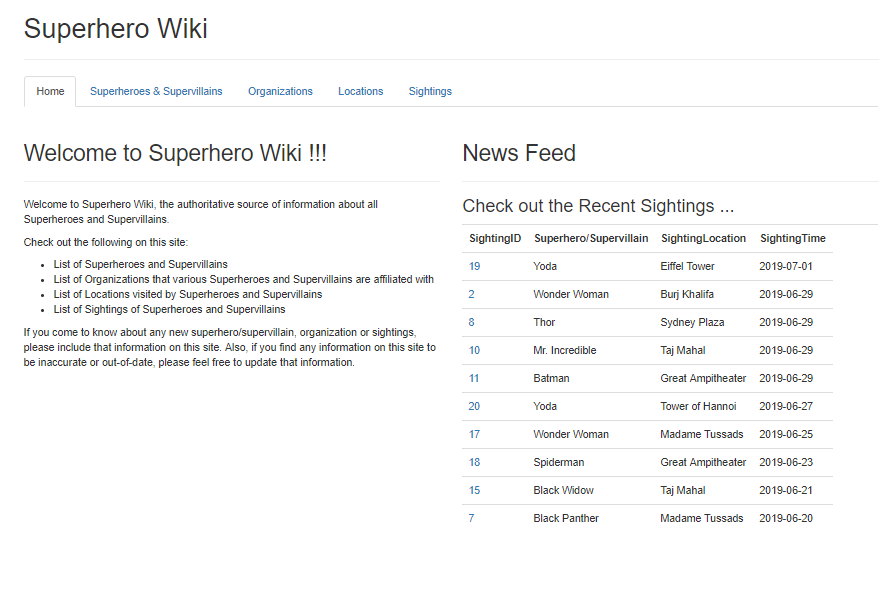 Superhero Wiki
Home Superheroes & Supervillains Organizations Locations Sightings
Welcome to Superhero Wiki !!!
Welcome to Superhero Wiki, the authoritative source of information about all
Superheroes and Supervillains.
Check out the following on this site:
• List of Superheroes and Supervillains
• List of Organizations that various Superheroes and Supervillains are affiliated with
• List of Locations visited by Superheroes and Supervillains
• List of Sightings of Superheroes and Supervillains
If you come to know about any new superhero/supervillain, organization or sightings,
please include that information on this site. Also, if you find any information on this site to
be inaccurate or out-of-date, please feel free to update that information.
News Feed
Check out the Recent Sightings ...
SightingID Superhero/Supervillain SightingLocation SightingTime
19 Yoda Eiffel Tower 2019-07-01
2 Wonder Woman Burj Khalifa 2019-06-29
8 Thor Sydney Plaza 2019-06-29
10 Mr. Incredible Taj Mahal 2019-06-29
11 Batman Great Ampitheater 2019-06-29
20 Yoda Tower of Hannoi 2019-06-27
17 Wonder Woman Madame Tussads 2019-06-25
18 Spiderman Great Ampitheater 2019-06-23
15 Black Widow Taj Mahal 2019-06-21
7 Black Panther Madame Tussads 2019-06-20